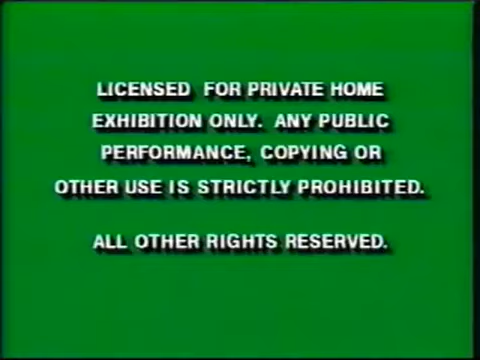 LICENSED FOR PRIVATE HOME
EXHIBITION ONLY. ANY PUBLIC
PERFORMANCE, COPYING OR
OTHER USE IS STRICTLY PROHIBITED.
ALL OTHER RIGHTS RESERVED.